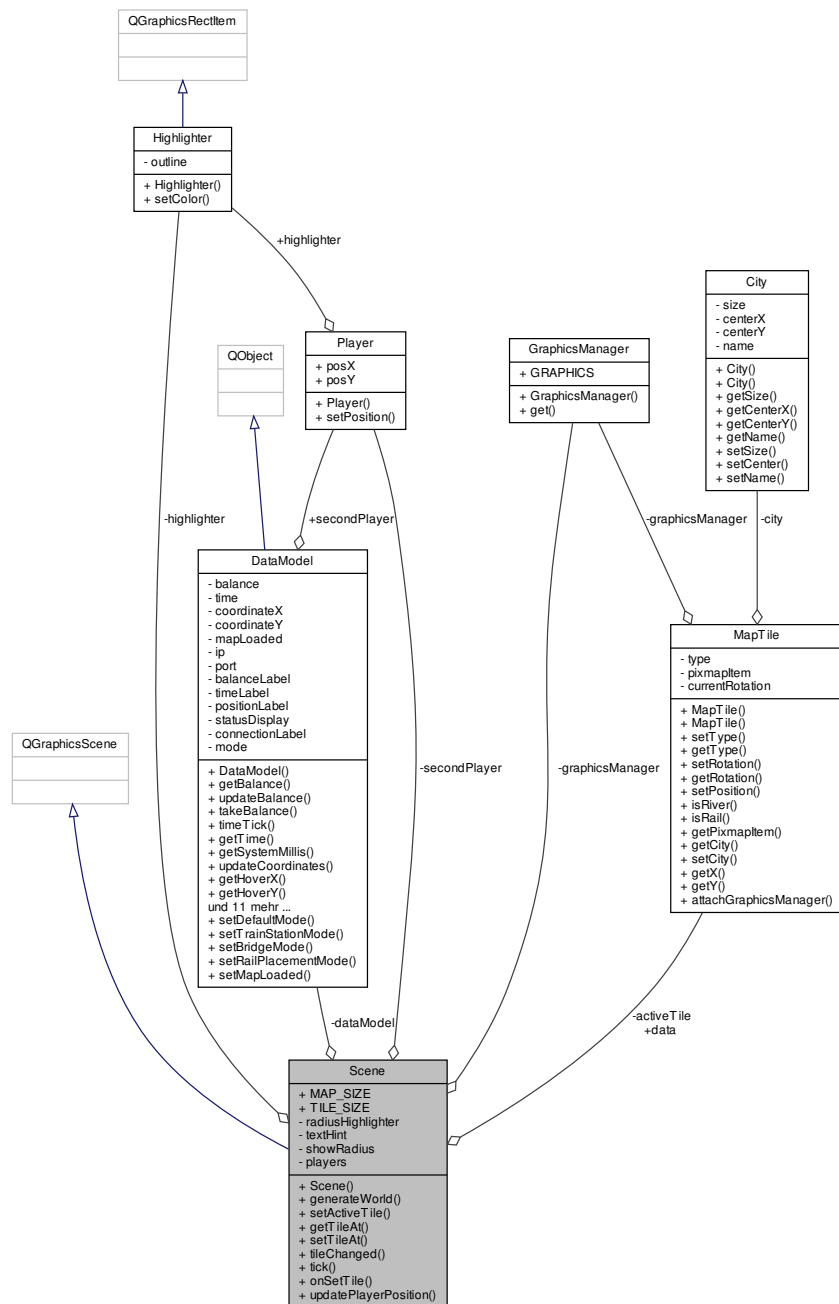 QGraphicsRectItem
Highlighter
- outline
+ Highlighter()
+ setColor()
+highlighter
City
- size
- centerX
- centerY
- name
+ City()
+ City()
+ getSize()
+ getCenterX()
+ getCenterY()
+ getName()
+ setSize()
+ setCenter()
+ setName()
Player
+ posX
+ posY
+ Player()
+ setPosition()
GraphicsManager
+ GRAPHICS
+ GraphicsManager()
+ get()
QObject
-highlighter
+secondPlayer
-graphicsManager
-city
DataModel
- balance
- time
- coordinateX
- coordinateY
- mapLoaded
- ip
- port
- balanceLabel
- timeLabel
- positionLabel
- statusDisplay
- connectionLabel
- mode
+ DataModel()
+ getBalance()
+ updateBalance()
+ takeBalance()
+ timeTick()
+ getTime()
+ getSystemMillis()
+ updateCoordinates()
+ getHoverX()
+ getHoverY()
und 11 mehr ...
+ setDefaultMode()
+ setTrainStationMode()
+ setBridgeMode()
+ setRailPlacementMode()
+ setMapLoaded()
MapTile
- type
- pixmapItem
- currentRotation
+ MapTile()
+ MapTile()
+ setType()
+ getType()
+ setRotation()
+ getRotation()
+ setPosition()
+ isRiver()
+ isRail()
+ getPixmapItem()
+ getCity()
+ setCity()
+ getX()
+ getY()
+ attachGraphicsManager()
QGraphicsScene
-secondPlayer
-graphicsManager
-dataModel
-activeTile
+data
Scene
+ MAP_SIZE
+ TILE_SIZE
- radiusHighlighter
- textHint
- showRadius
- players
+ Scene()
+ generateWorld()
+ setActiveTile()
+ getTileAt()
+ setTileAt()
+ tileChanged()
+ tick()
+ onSetTile()
+ updatePlayerPosition()